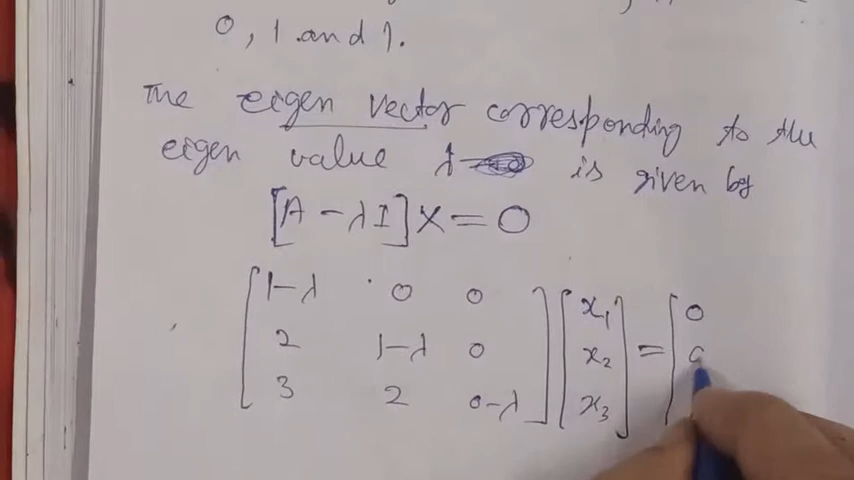 0, 1 and 1.
The eigen vector corresponding to the
eigen value λ is given by
[A - λI] X = 0
[1-λ 0 0] [x₁] = [0
[2 1-λ 0] [x₂] = [0
[3 2 0-λ] [x₃]